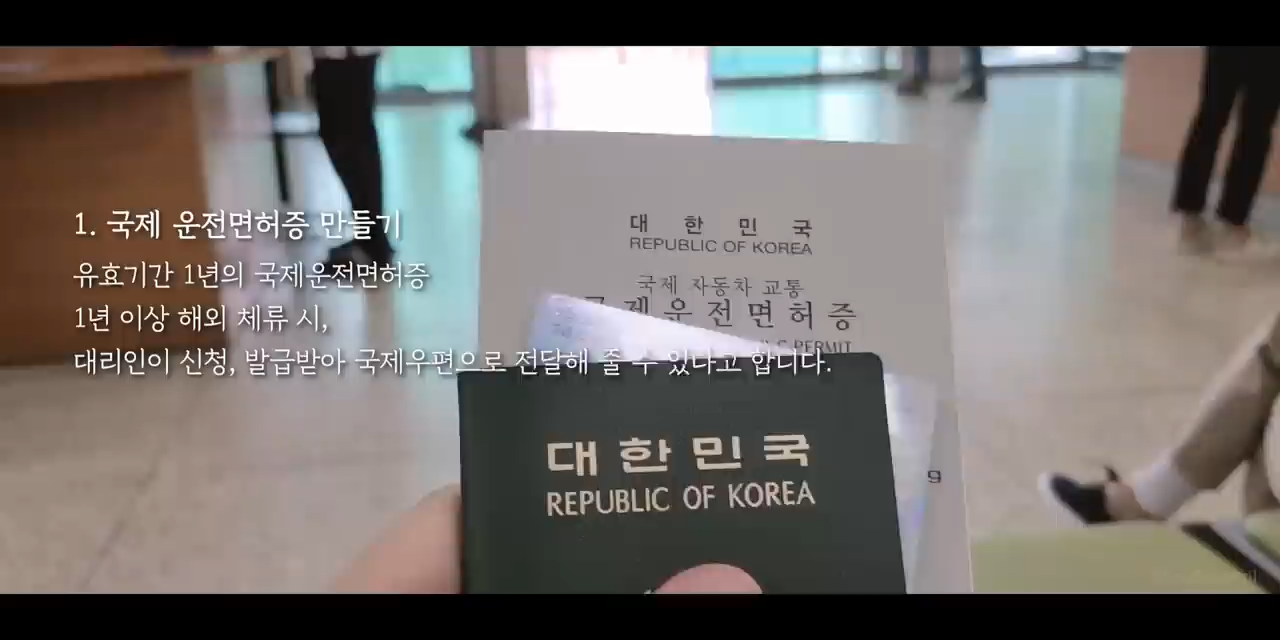 1. 국제 운전면허증 만들기
유효기간 1년의 국제운전면허증
1년 이상 해외 체류 시,
대리인이 신청, 발급받아 국제우편으로 전달해 줄 수 있다고 합니다.
대 한 민 국
REPUBLIC OF KOREA
국제 자동차 교통
국 제 운 전 면 허 증
PERMIT
대한민국
REPUBLIC OF KOREA
g